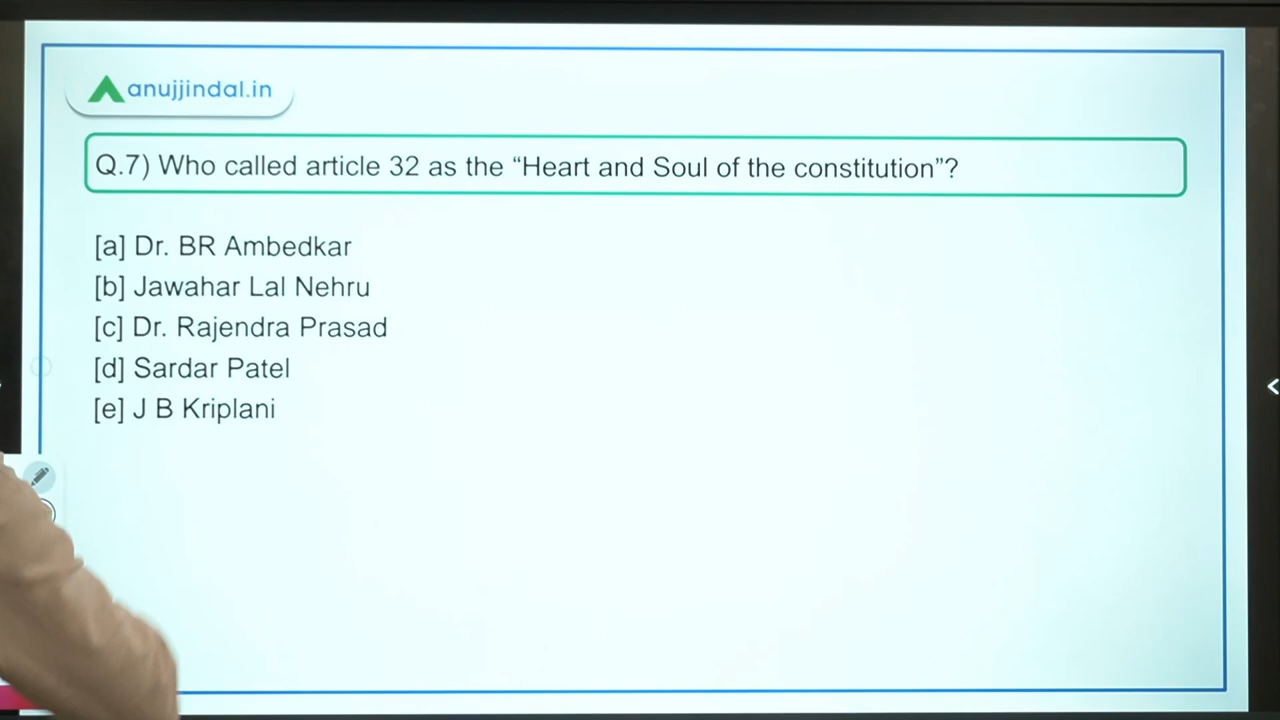 anujjindal.in
Q.7) Who called article 32 as the “Heart and Soul of the constitution”?
[a] Dr. BR Ambedkar
[b] Jawahar Lal Nehru
[c] Dr. Rajendra Prasad
[d] Sardar Patel
[e] J B Kriplani